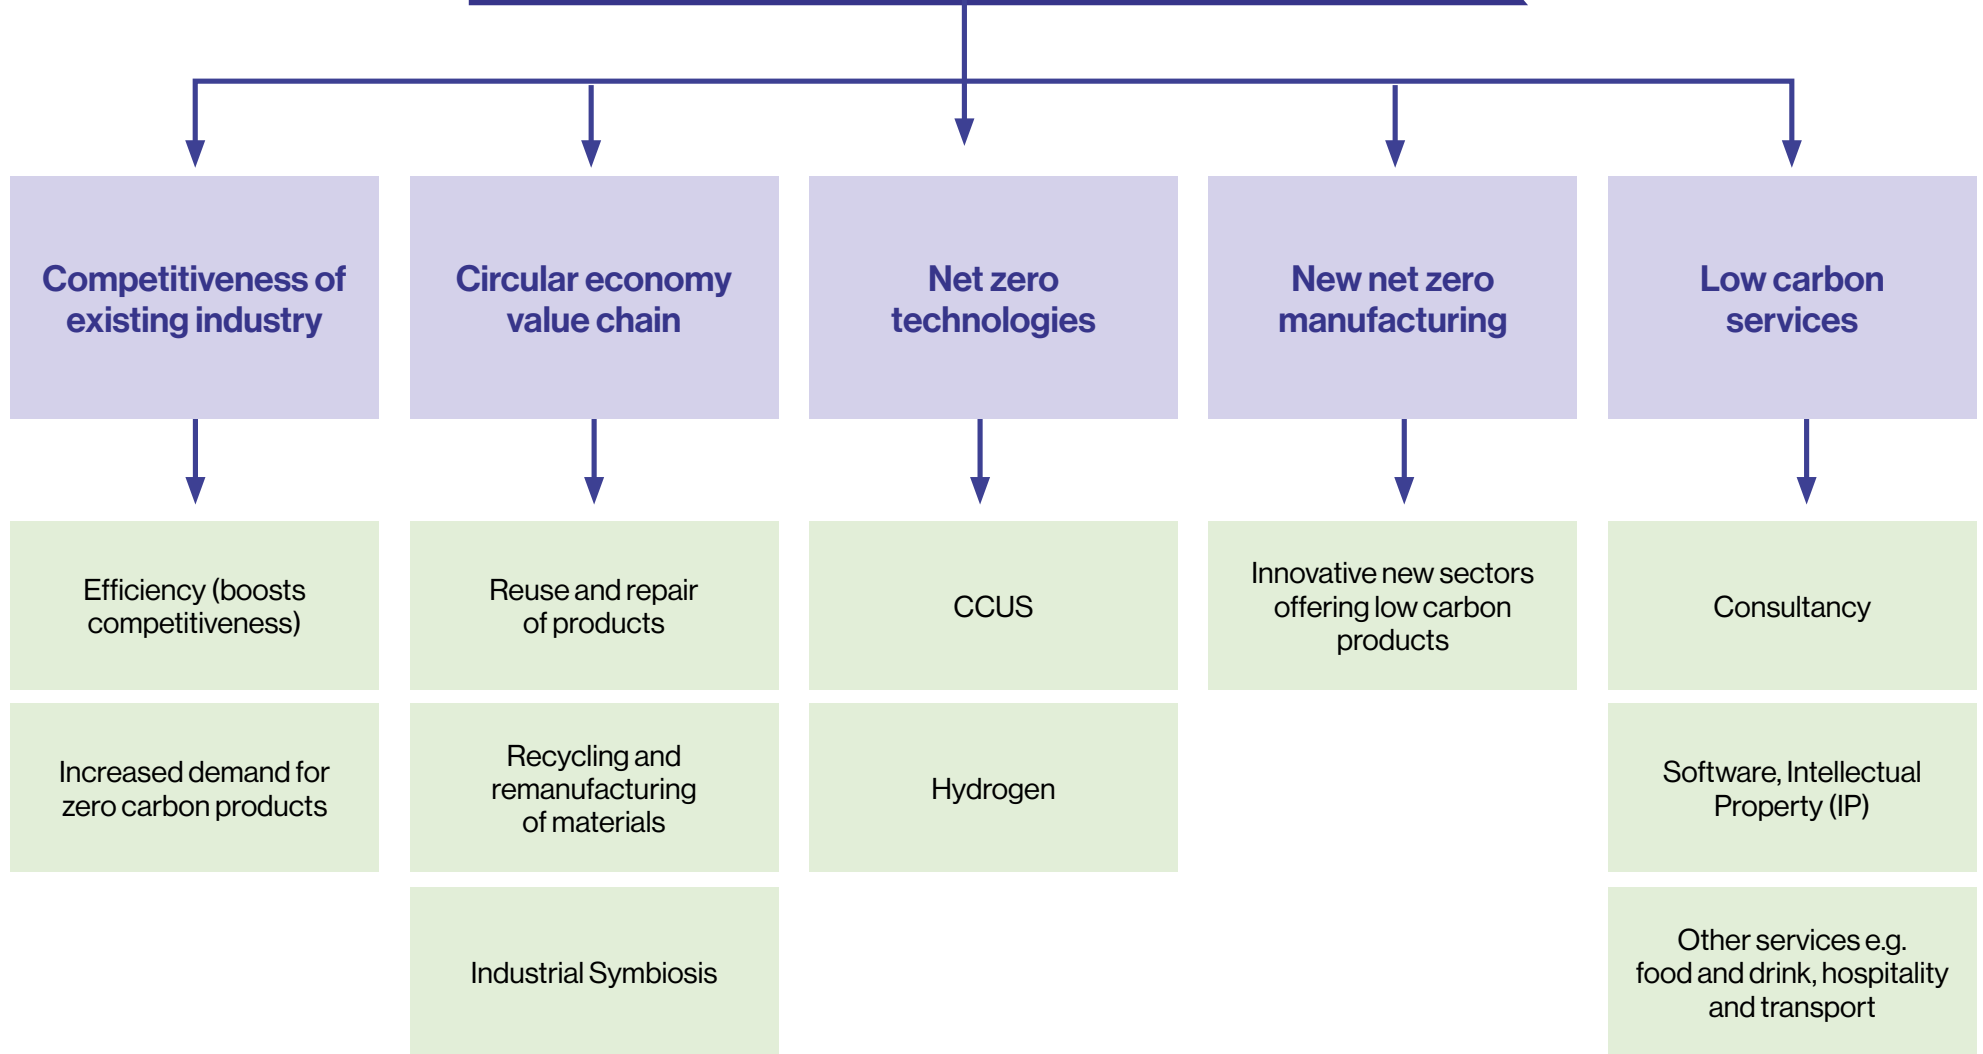 Competitiveness of
existing industry
Circular economy
value chain
Net zero
technologies
New net zero
manufacturing
Low carbon
services
Efficiency (boosts
competitiveness)
Reuse and repair
of products
CCUS
Innovative new sectors
offering low carbon
products
Consultancy
Increased demand for
zero carbon products
Recycling and
remanufacturing
of materials
Hydrogen
Software, Intellectual
Property (IP)
Industrial Symbiosis
Other services e.g.
food and drink, hospitality
and transport